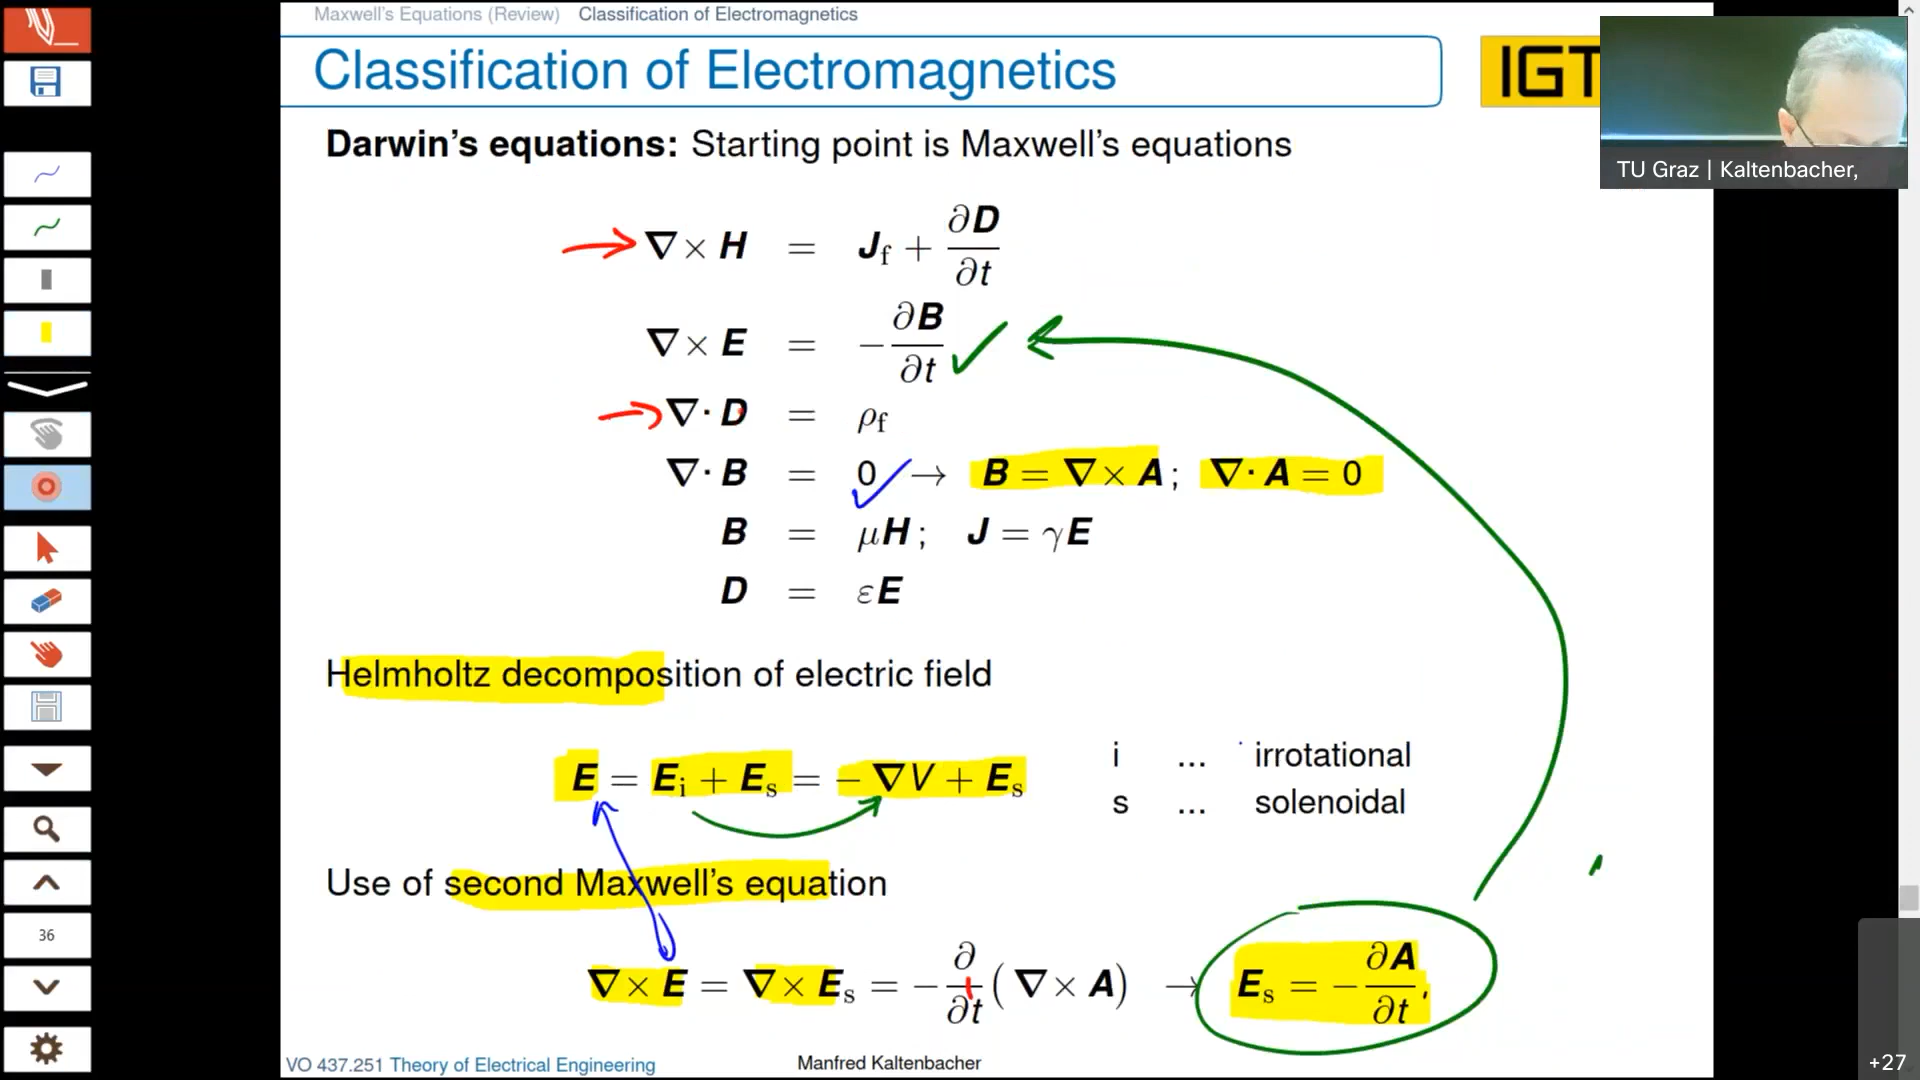 Maxwell's Equations (Review) Classification of Electromagnetics
Classification of Electromagnetics
IGT
TU Graz | Kaltenbacher,
Darwin's equations: Starting point is Maxwell's equations
∇ × H = J_f + ∂D/∂t
∇ × E = −∂B/∂t
∇ · D = ρ_f
∇ · B = 0 → B = ∇ × A ; ∇ · A = 0
B = μH ; J = γE
D = εE
Helmholtz decomposition of electric field
E = E_i + E_s = −∇V + E_s
i ... irrotational
s ... solenoidal
Use of second Maxwell's equation
∇ × E = ∇ × E_s = −∂/∂t (∇ × A) → E_s = −∂A/∂t ,
VO 437.251 Theory of Electrical Engineering Manfred Kaltenbacher
36
+27